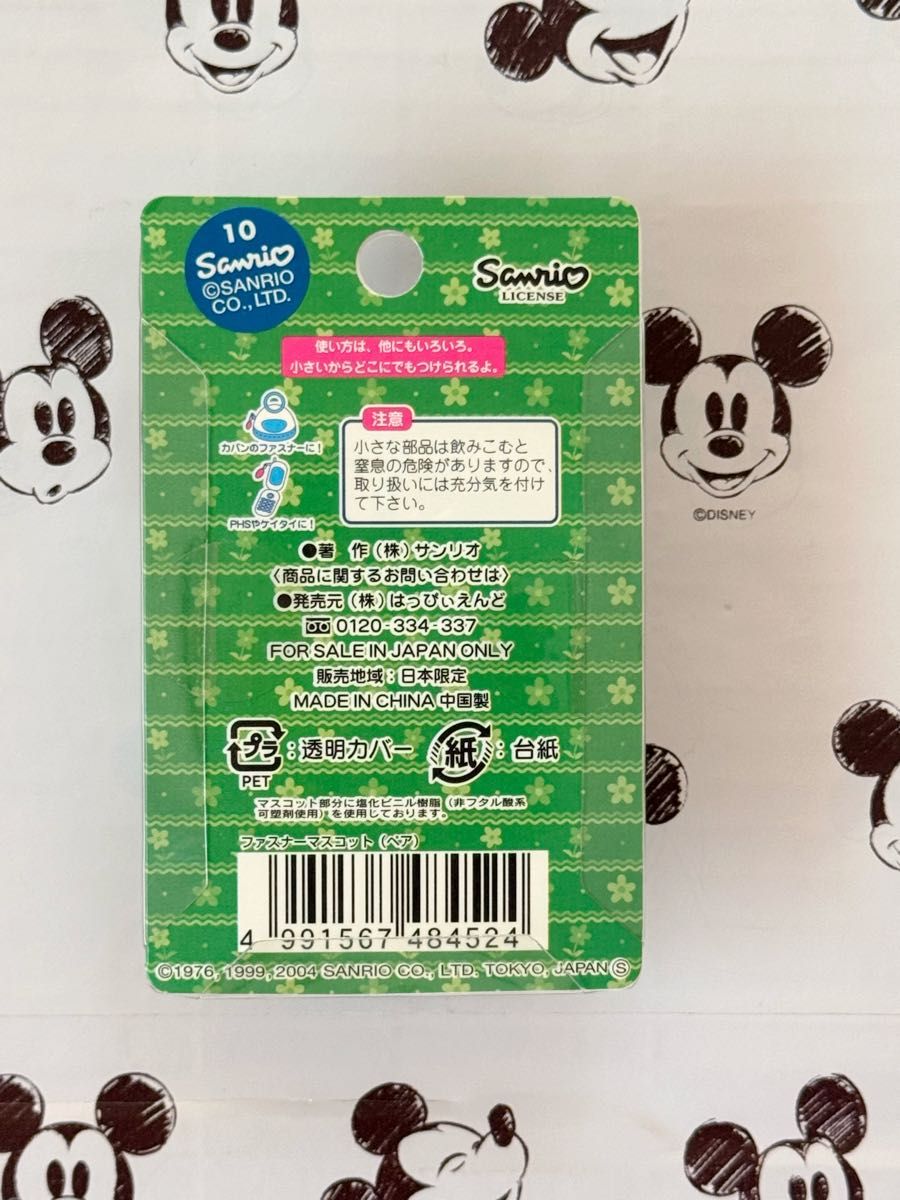 10
Sanrio
©SANRIO
CO.,LTD.
Sanrio
LICENSE
使い方は、他にもいろいろ。
小さいからどこにでもつけられるよ。
カバンのファスナーに!
PHSやケイタイに!
注意
小さな部品は飲みこむと
窒息の危険がありますので、
取り扱いには充分気を付け
て下さい。
●著 作(株)サンリオ
〈商品に関するお問い合わせは〉
●発売元(株)はっぴぃえんど
0120-334-337
FOR SALE IN JAPAN ONLY
販売地域:日本限定
MADE IN CHINA 中国製
プラ:透明カバー 紙:台紙
PET
マスコット部分に塩化ビニル樹脂(非フタル酸系
可塑剤使用)を使用しております。
ファスナーマスコット(ペア)
4 991567 484524
©1976, 1999, 2004 SANRIO CO., LTD. TOKYO, JAPAN Ⓢ
©DISNEY